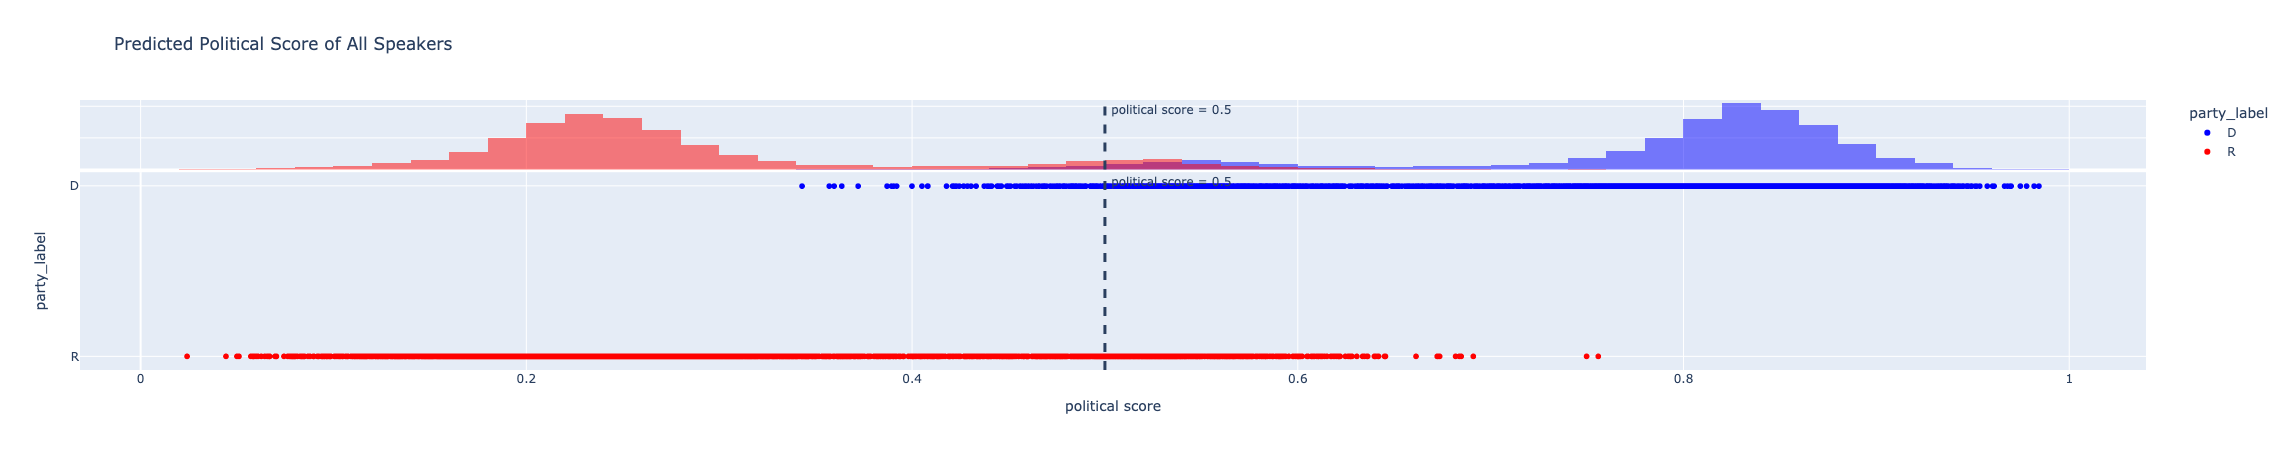 Predicted Political Score of All Speakers
political score = 0.5
party_label
D
R
D
political score = 0.5
party_label
R
0 0.2 0.4 0.6 0.8 1
political score